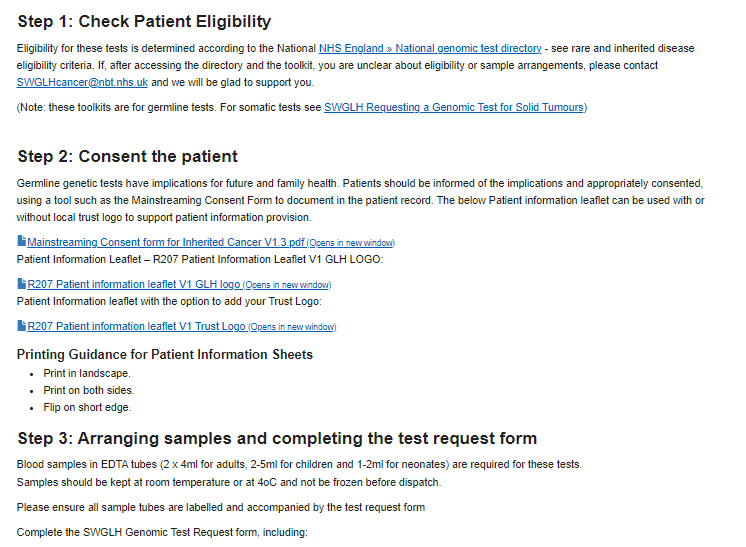 Step 1: Check Patient Eligibility
Eligibility for these tests is determined according to the National NHS England » National genomic test directory - see rare and inherited disease
eligibility criteria. If, after accessing the directory and the toolkit, you are unclear about eligibility or sample arrangements, please contact
SWGLHcancer@nbt.nhs.uk and we will be glad to support you.
(Note: these toolkits are for germline tests. For somatic tests see SWGLH Requesting a Genomic Test for Solid Tumours)
Step 2: Consent the patient
Germline genetic tests have implications for future and family health. Patients should be informed of the implications and appropriately consented,
using a tool such as the Mainstreaming Consent Form to document in the patient record. The below Patient information leaflet can be used with or
without local trust logo to support patient information provision.
Mainstreaming Consent form for Inherited Cancer V1.3.pdf (Opens in new window)
Patient Information Leaflet – R207 Patient Information Leaflet V1 GLH LOGO:
R207 Patient information leaflet V1 GLH logo (Opens in new window)
Patient Information leaflet with the option to add your Trust Logo:
R207 Patient information leaflet V1 Trust Logo (Opens in new window)
Printing Guidance for Patient Information Sheets
• Print in landscape.
• Print on both sides.
• Flip on short edge.
Step 3: Arranging samples and completing the test request form
Blood samples in EDTA tubes (2 x 4ml for adults, 2-5ml for children and 1-2ml for neonates) are required for these tests.
Samples should be kept at room temperature or at 4oC and not be frozen before dispatch.
Please ensure all sample tubes are labelled and accompanied by the test request form
Complete the SWGLH Genomic Test Request form, including: